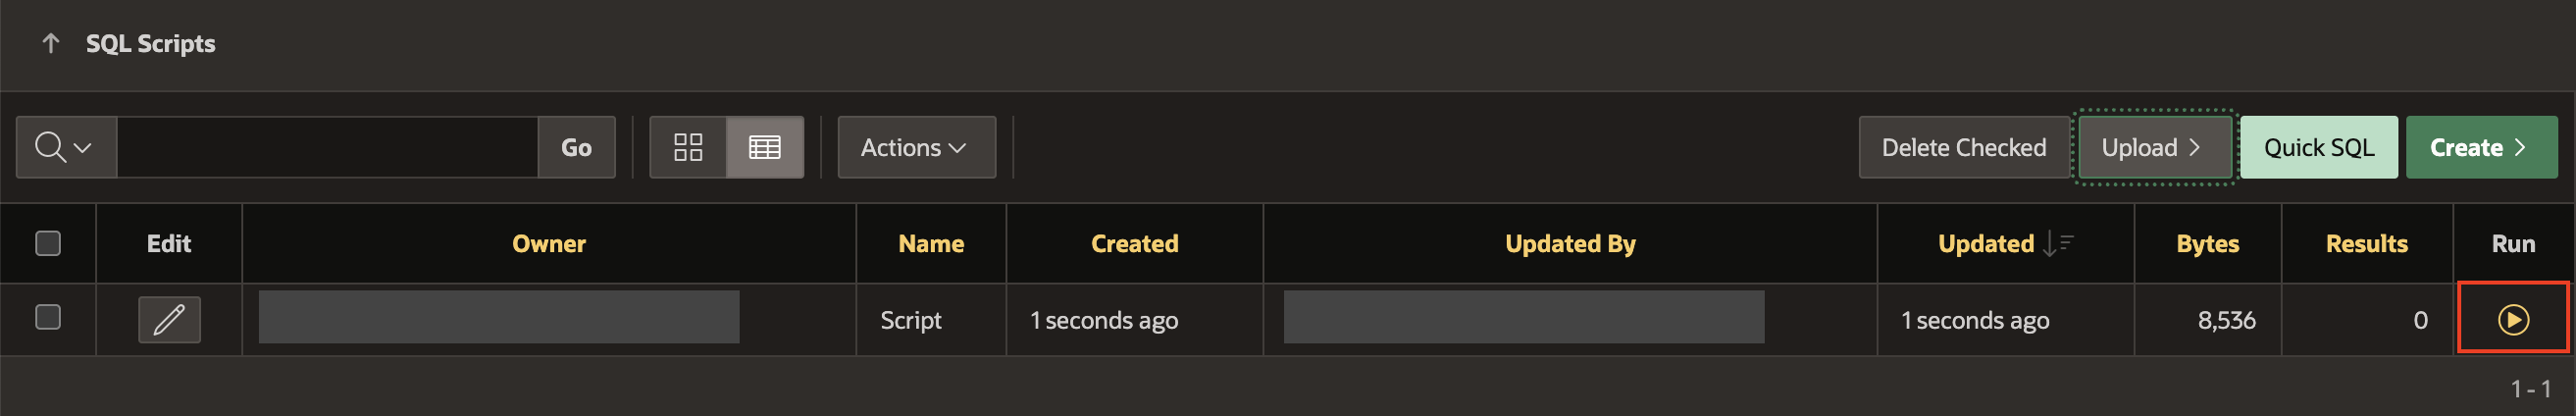 SQL Scripts
Go Actions Delete Checked Upload Quick SQL Create
Edit Owner Name Created Updated By Updated Bytes Results Run
Script 1 seconds ago 1 seconds ago 8,536 0
1 - 1